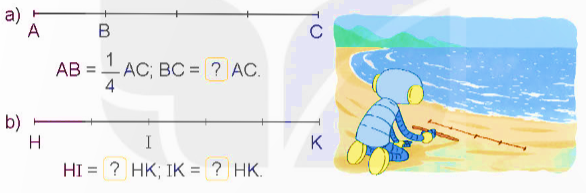 a)
A B C
AB = 1/4 AC; BC = ? AC.
b)
H I K
HI = ? HK; IK = ? HK.